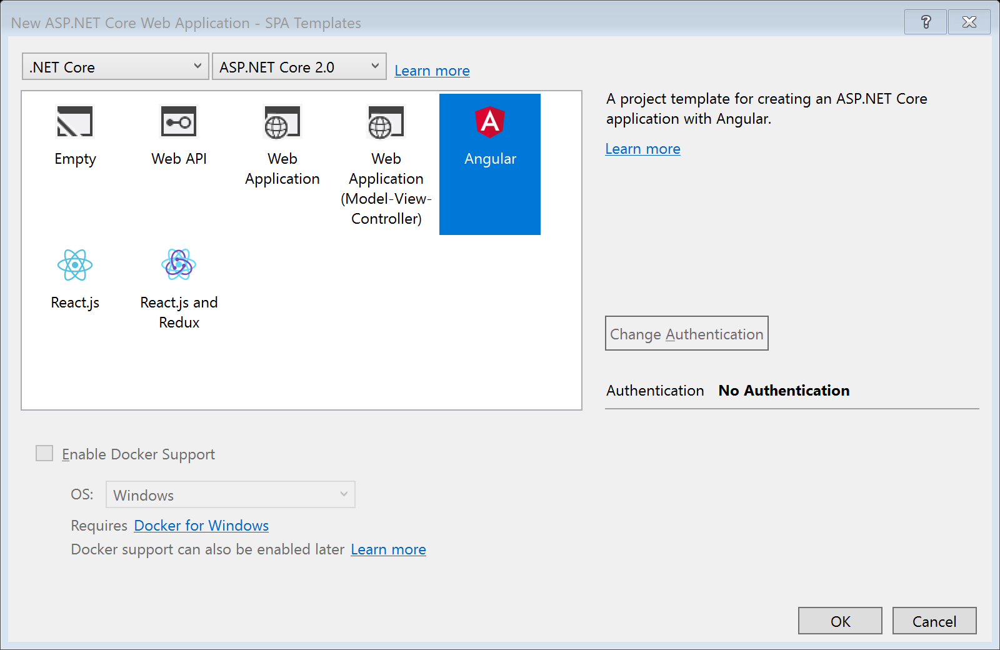 New ASP.NET Core Web Application - SPA Templates
?
.NET Core
ASP.NET Core 2.0
Learn more
Empty
Web API
Web
Application
Web
Application
(Model-View-
Controller)
A
Angular
React.js
React.js and
Redux
A project template for creating an ASP.NET Core
application with Angular.
Learn more
Change Authentication
Authentication No Authentication
Enable Docker Support
OS: Windows
Requires Docker for Windows
Docker support can also be enabled later Learn more
OK
Cancel